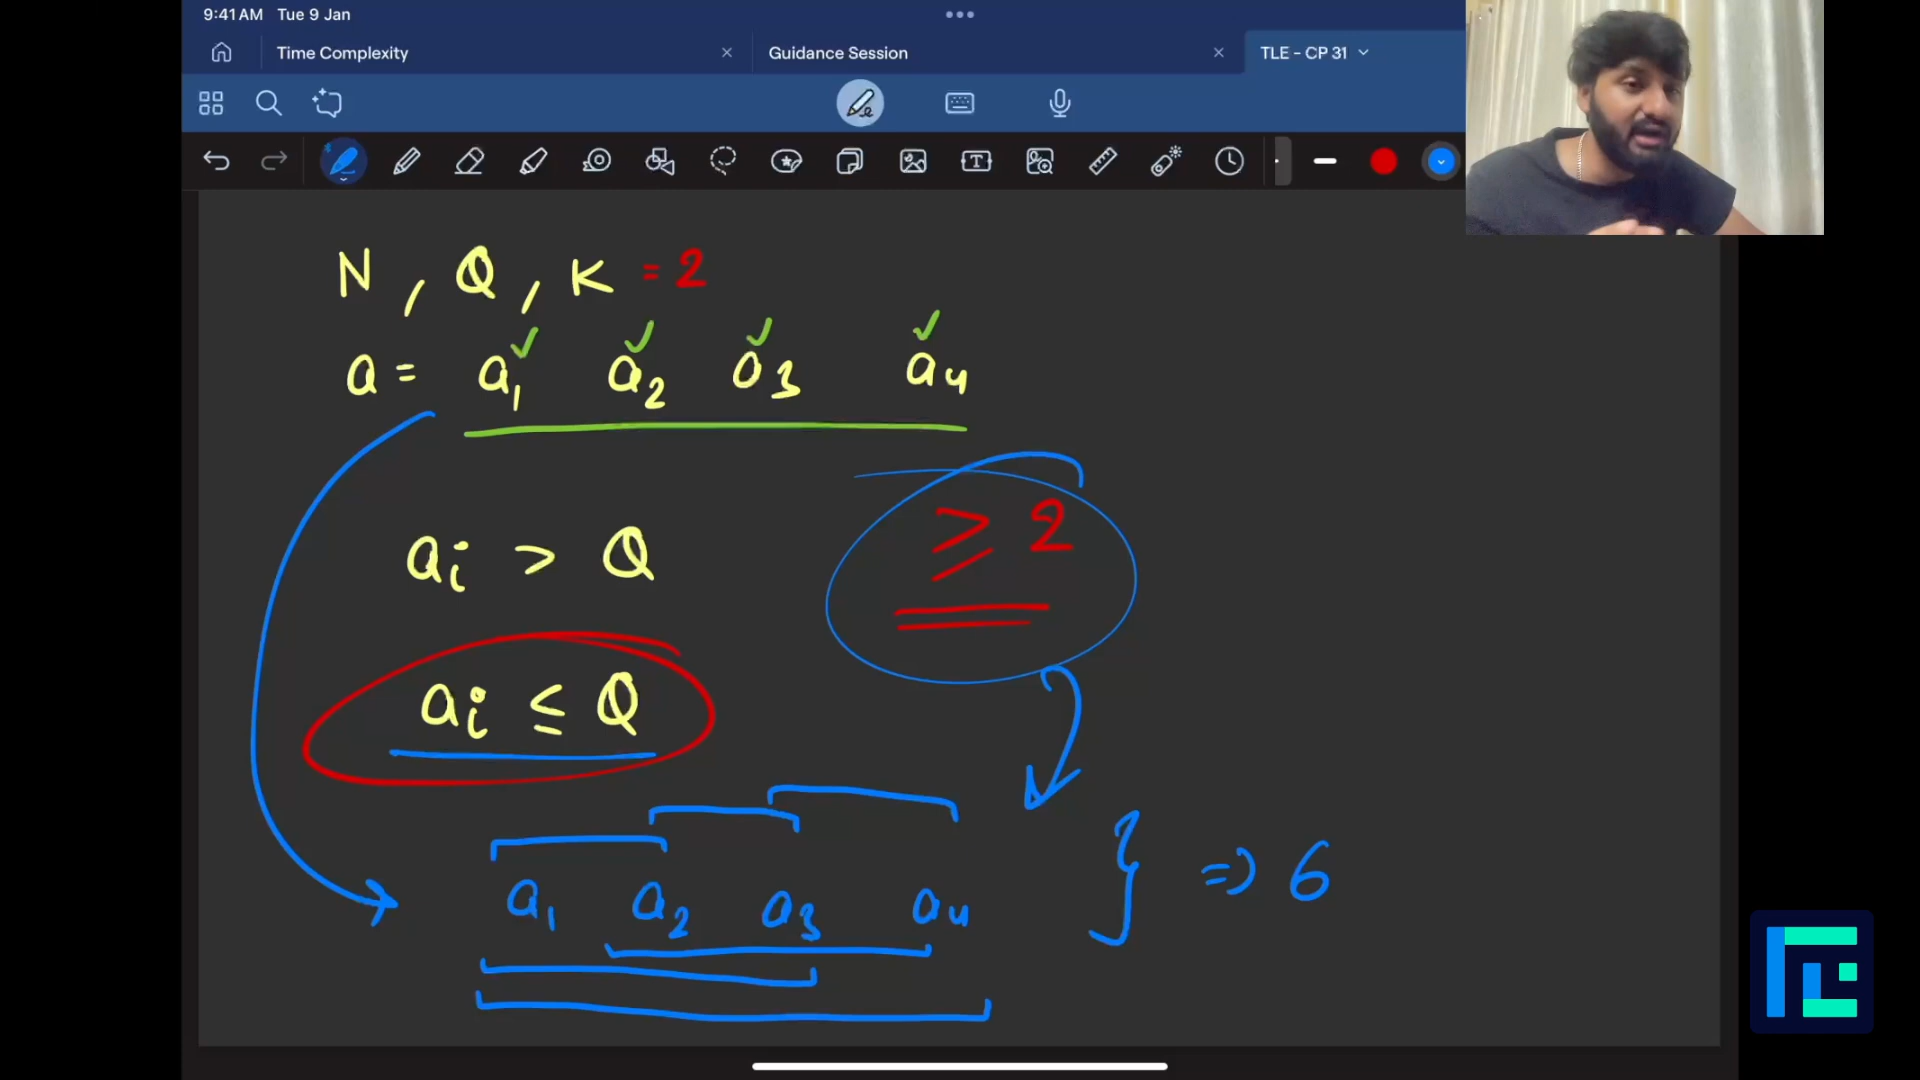 9:41 AM Tue 9 Jan
Time Complexity
Guidance Session
TLE - CP 31
N, Q, K = 2
a = a₁ a₂ a₃ a₄
aᵢ > Q
≥ 2
aᵢ ≤ Q
a₁ a₂ a₃ a₄ } => 6
TLE